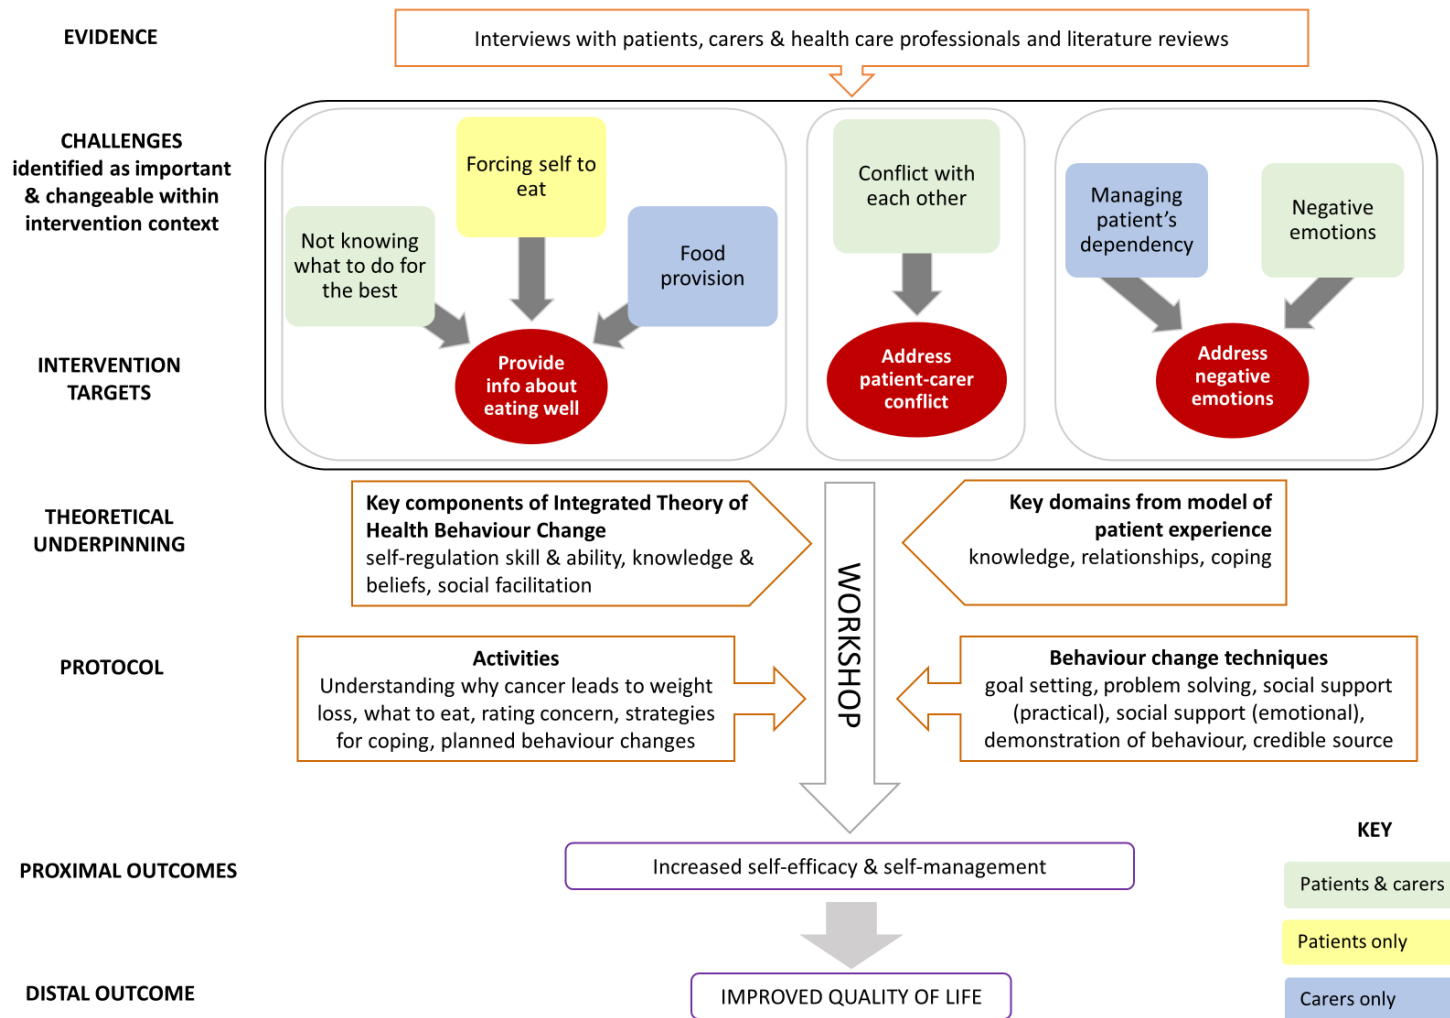 EVIDENCE
Interviews with patients, carers & health care professionals and literature reviews
CHALLENGES
identified as important
& changeable within
intervention context
Not knowing
what to do for
the best
Forcing self to
eat
Food
provision
Conflict with
each other
Managing
patient’s
dependency
Negative
emotions
INTERVENTION
TARGETS
Provide
info about
eating well
Address
patient-carer
conflict
Address
negative
emotions
THEORETICAL
UNDERPINNING
Key components of Integrated Theory of
Health Behaviour Change
self-regulation skill & ability, knowledge &
beliefs, social facilitation
Key domains from model of
patient experience
knowledge, relationships, coping
WORKSHOP
PROTOCOL
Activities
Understanding why cancer leads to weight
loss, what to eat, rating concern, strategies
for coping, planned behaviour changes
Behaviour change techniques
goal setting, problem solving, social support
(practical), social support (emotional),
demonstration of behaviour, credible source
PROXIMAL OUTCOMES
Increased self-efficacy & self-management
DISTAL OUTCOME
IMPROVED QUALITY OF LIFE
KEY
Patients & carers
Patients only
Carers only